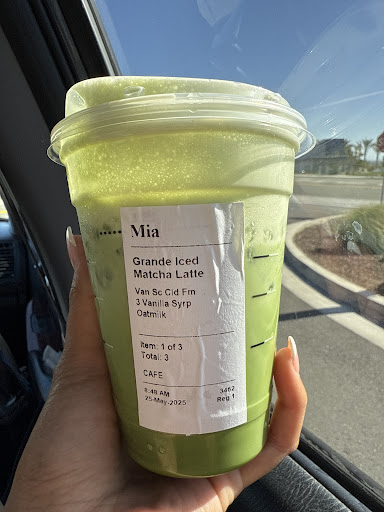 Mia
Grande Iced
Matcha Latte
Van Sc Cld Fm
3 Vanilla Syrp
Oatmilk
Item: 1 of 3
Total: 3
CAFE
8:48 AM 3462
25-May-2025 Reg 1